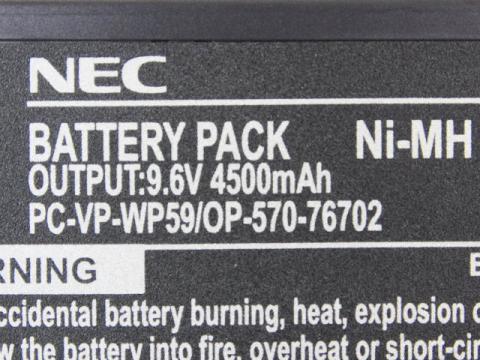 NEC
BATTERY PACK Ni-MH
OUTPUT:9.6V 4500mAh
PC-VP-WP59/OP-570-76702
RNING
ccidental battery burning, heat, explosion
w the battery into fire, overheat or short-cir